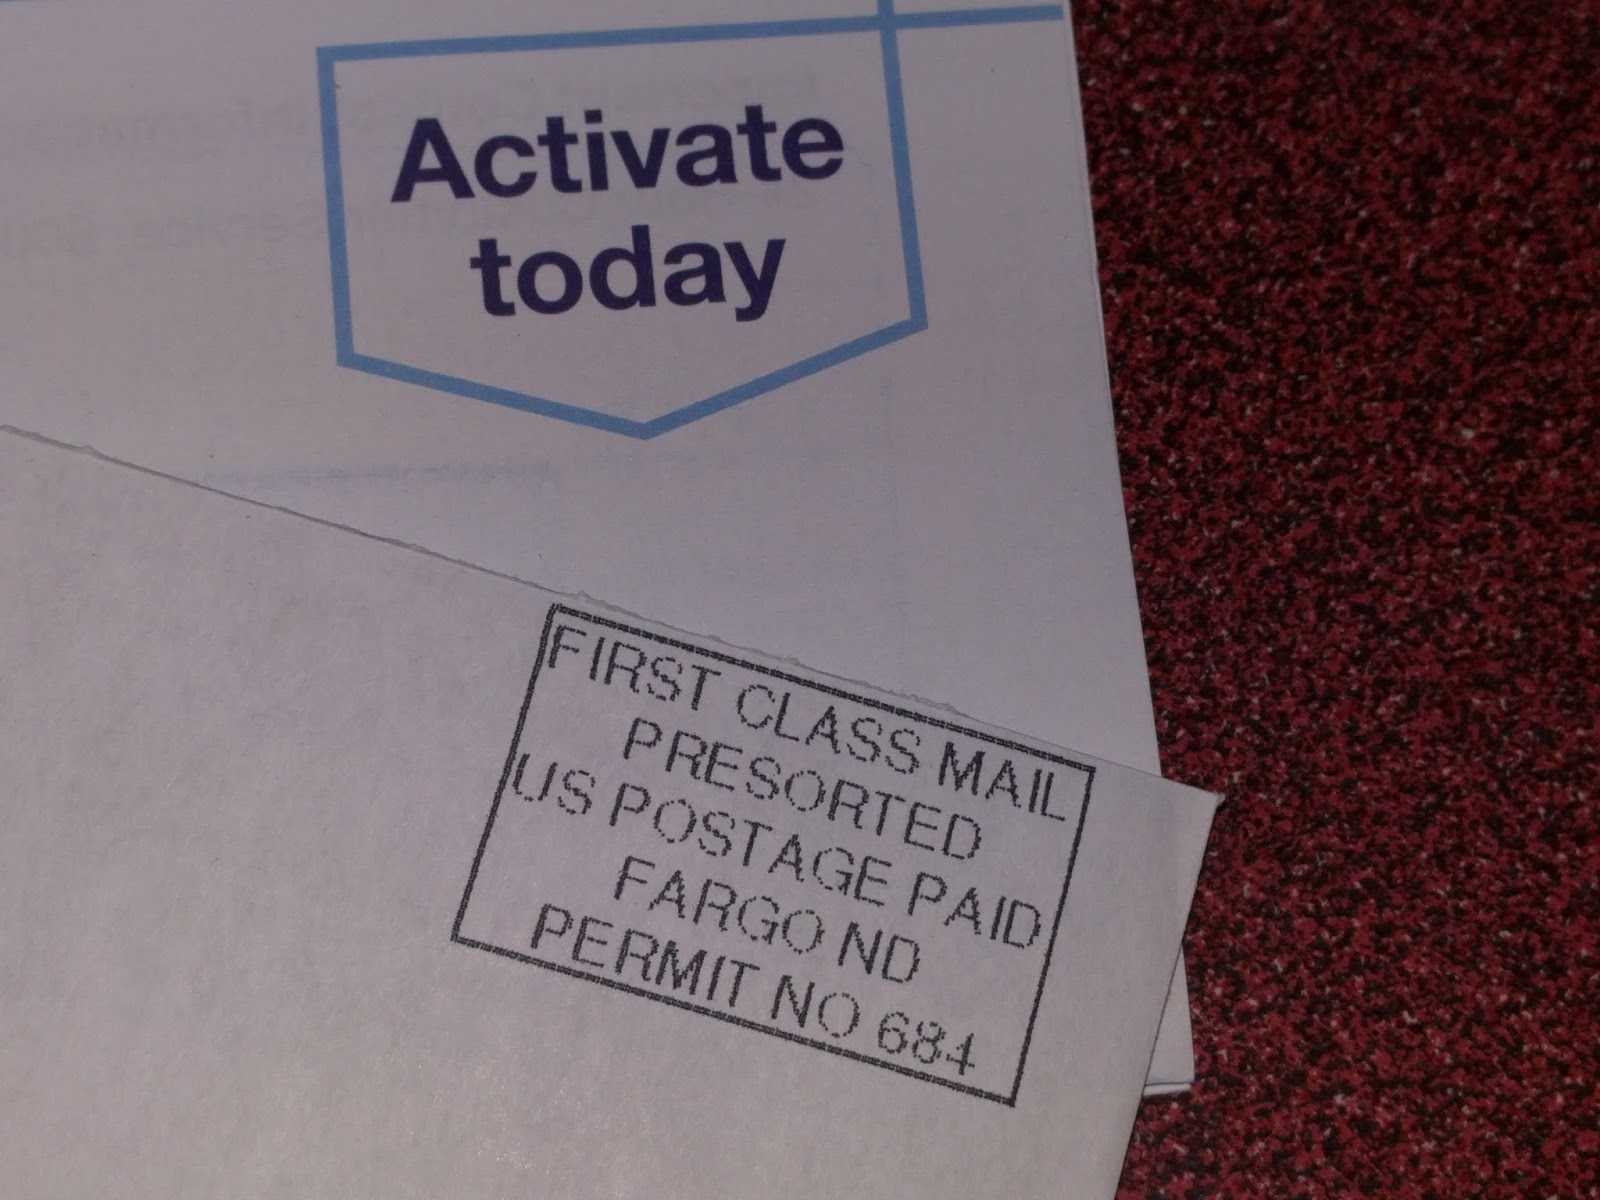 Activate
today
FIRST CLASS MAIL
PRESORTED
US POSTAGE PAID
FARGO ND
PERMIT NO 684